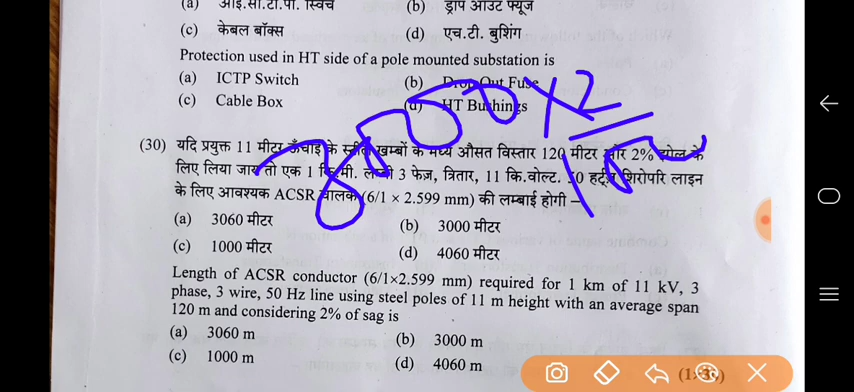 (a) आई.सी.टी.पी. स्विच (b) ड्रॉप आउट फ्यूज
(c) केबल बॉक्स (d) एच.टी. बुशिंग
Protection used in HT side of a pole mounted substation is
(a) ICTP Switch (b) Drop Out Fuse
(c) Cable Box (d) HT Bushings
3000 × 2
100
(30) यदि प्रयुक्त 11 मीटर ऊँचाई के स्टील खम्बों के मध्य औसत विस्तार 120 मीटर और 2% झोल के
लिए लिया जाय तो एक 1 कि.मी. लम्बी 3 फेज, त्रितार, 11 कि.वोल्ट. 50 हर्ट्ज शिरोपरि लाइन
के लिए आवश्यक ACSR चालक (6/1 × 2.599 mm) की लम्बाई होगी –
(a) 3060 मीटर (b) 3000 मीटर
(c) 1000 मीटर (d) 4060 मीटर
Length of ACSR conductor (6/1×2.599 mm) required for 1 km of 11 kV, 3
phase, 3 wire, 50 Hz line using steel poles of 11 m height with an average span
120 m and considering 2% of sag is
(a) 3060 m (b) 3000 m
(c) 1000 m (d) 4060 m